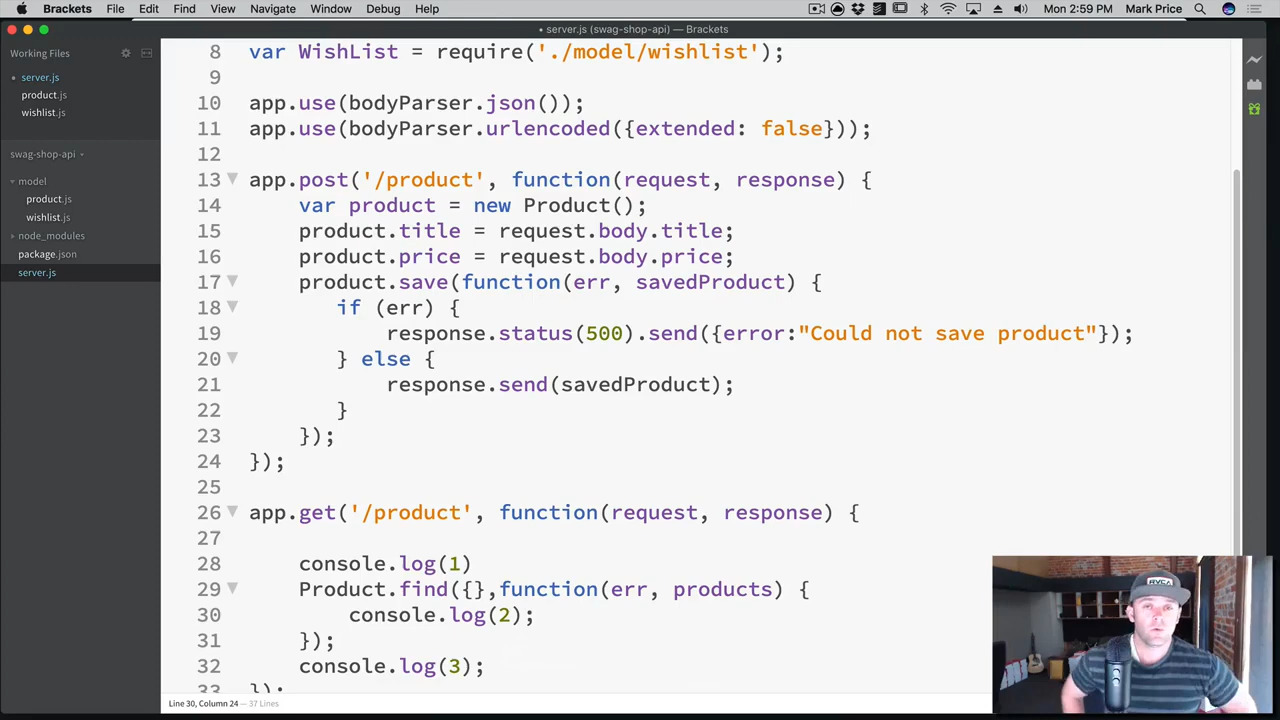 Brackets File Edit Find View Navigate Window Debug Help Mon 2:59 PM Mark Price
• server.js (swag-shop-api) — Brackets
Working Files
server.js
product.js
wishlist.js
swag-shop-api
model
product.js
wishlist.js
node_modules
package.json
server.js
8 var WishList = require('./model/wishlist');
9
10 app.use(bodyParser.json());
11 app.use(bodyParser.urlencoded({extended: false}));
12
13 app.post('/product', function(request, response) {
14 var product = new Product();
15 product.title = request.body.title;
16 product.price = request.body.price;
17 product.save(function(err, savedProduct) {
18 if (err) {
19 response.status(500).send({error:"Could not save product"});
20 } else {
21 response.send(savedProduct);
22 }
23 });
24 });
25
26 app.get('/product', function(request, response) {
27
28 console.log(1)
29 Product.find({},function(err, products) {
30 console.log(2);
31 });
32 console.log(3);
33 });
Line 30, Column 24 — 37 Lines
RVCA